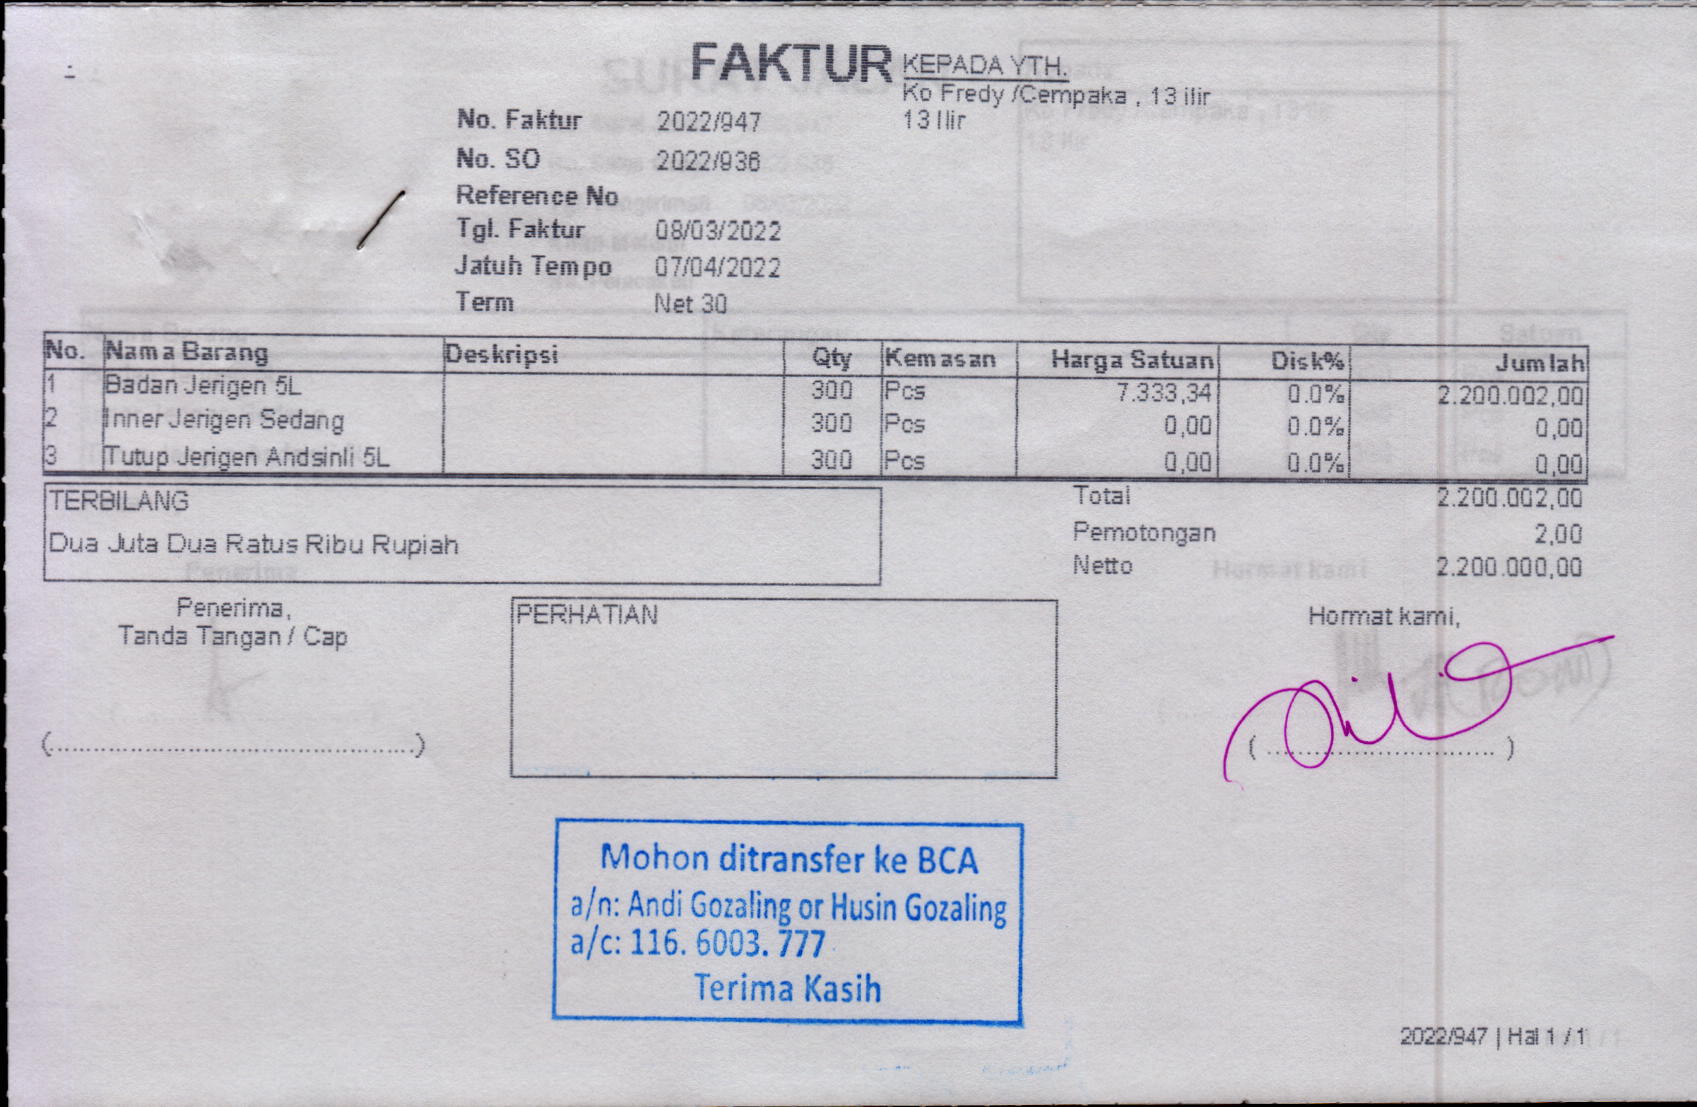 FAKTUR
KEPADA YTH.
Ko Fredy /Cempaka , 13 ilir
13 Ilir
No. Faktur 2022/947
No. SO 2022/936
Reference No
Tgl. Faktur 08/03/2022
Jatuh Tempo 07/04/2022
Term Net 30
No. Nama Barang Deskripsi Qty Kemasan Harga Satuan Disk% Jumlah
1 Badan Jerigen 5L 300 Pcs 7.333,34 0.0% 2.200.002,00
2 Inner Jerigen Sedang 300 Pcs 0,00 0.0% 0,00
3 Tutup Jerigen Andsinli 5L 300 Pcs 0,00 0.0% 0,00
TERBILANG
Dua Juta Dua Ratus Ribu Rupiah
Total 2.200.002,00
Pemotongan 2,00
Netto 2.200.000,00
Penerima,
Tanda Tangan / Cap
(..............................................)
PERHATIAN
Hormat kami,
( ............................. )
Mohon ditransfer ke BCA
a/n: Andi Gozaling or Husin Gozaling
a/c: 116. 6003. 777
Terima Kasih
2022/947 | Hal 1 / 1